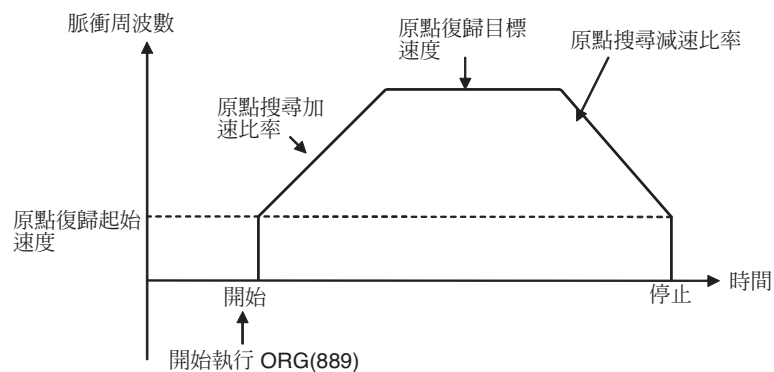 脈衝周波數
原點復歸目標
速度
原點搜尋減速比率
原點搜尋加
速比率
原點復歸起始
速度
開始
停止
時間
開始執行 ORG(889)